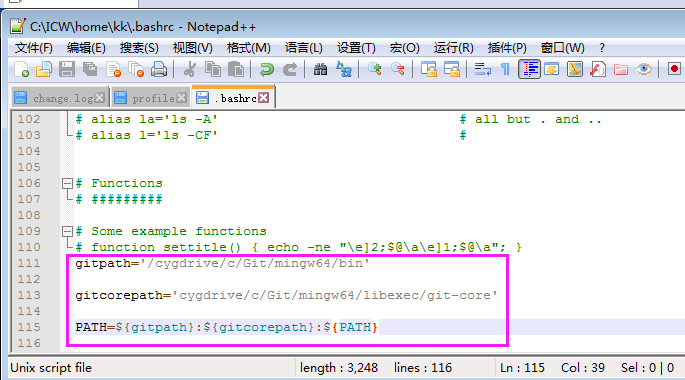 C:\ICW\home\kk\.bashrc - Notepad++
文件(F) 编辑(E) 搜索(S) 视图(V) 格式(M) 语言(L) 设置(T) 宏(O) 运行(R) 插件(P) 窗口(W) ?
change.log profile .bashrc
102 # alias la='ls -A' # all but . and ..
103 # alias l='ls -CF' #
104
105
106 # Functions
107 # #########
108
109 # Some example functions
110 # function settitle() { echo -ne "\e]2;$@\a\e]1;$@\a"; }
111 gitpath='/cygdrive/c/Git/mingw64/bin'
112
113 gitcorepath='cygdrive/c/Git/mingw64/libexec/git-core'
114
115 PATH=${gitpath}:${gitcorepath}:${PATH}
116
Unix script file length : 3,248 lines : 116 Ln : 115 Col : 39 Sel : 0 | 0